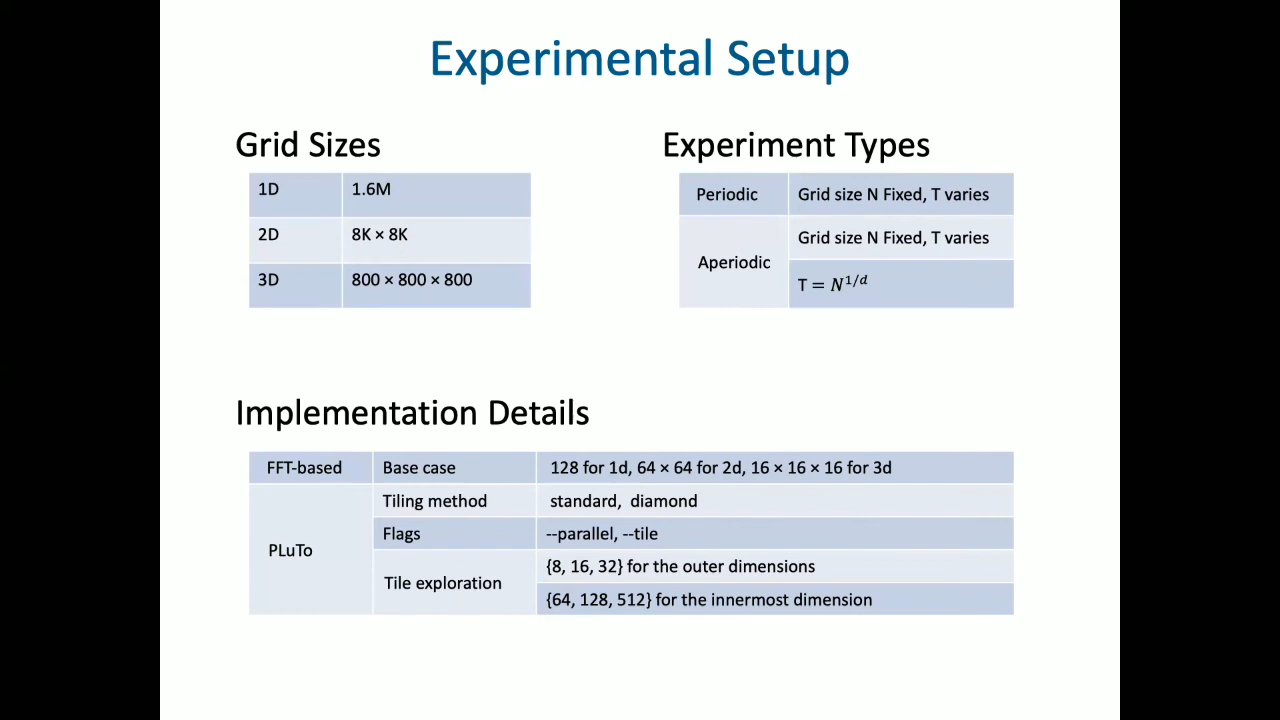 Experimental Setup
Grid Sizes
1D 1.6M
2D 8K × 8K
3D 800 × 800 × 800
Experiment Types
Periodic Grid size N Fixed, T varies
Aperiodic Grid size N Fixed, T varies
T = N^{1/d}
Implementation Details
FFT-based Base case 128 for 1d, 64 × 64 for 2d, 16 × 16 × 16 for 3d
PLuTo Tiling method standard, diamond
Flags --parallel, --tile
Tile exploration {8, 16, 32} for the outer dimensions
{64, 128, 512} for the innermost dimension